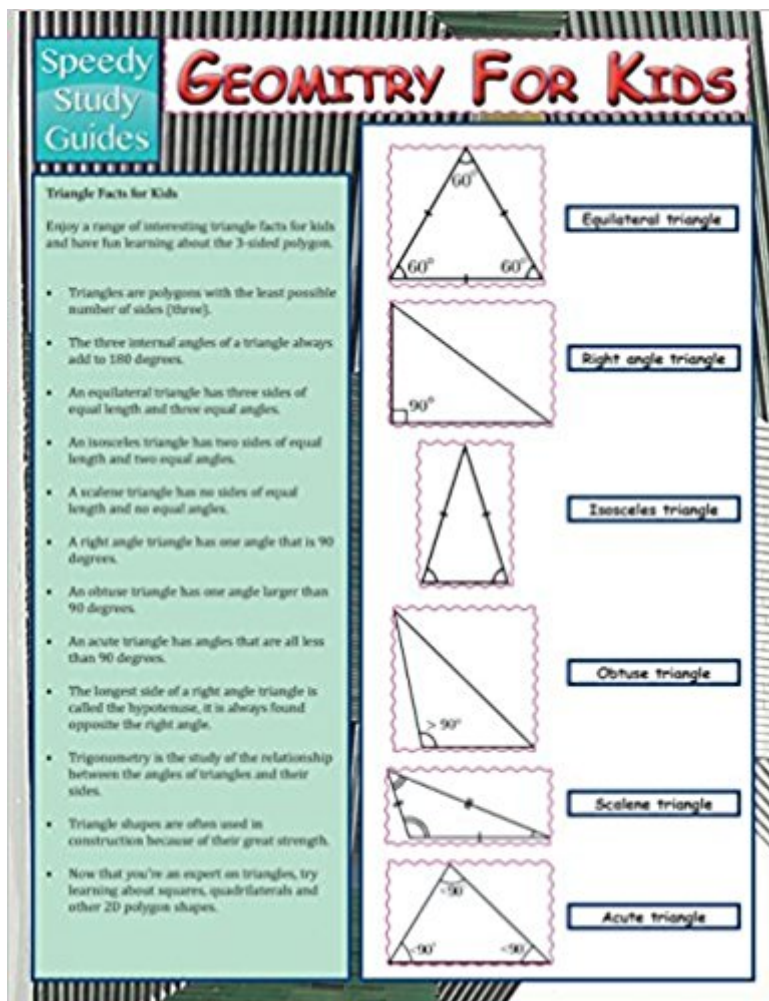 Speedy
Study
Guides
GEOMITRY FOR KIDS
Triangle Facts for Kids
Enjoy a range of interesting triangle facts for kids
and have fun learning about the 3-sided polygon.
• Triangles are polygons with the least possible
number of sides (three).
• The three internal angles of a triangle always
add to 180 degrees.
• An equilateral triangle has three sides of
equal length and three equal angles.
• An isosceles triangle has two sides of equal
length and two equal angles.
• A scalene triangle has no sides of equal
length and no equal angles.
• A right angle triangle has one angle that is 90
degrees.
• An obtuse triangle has one angle larger than
90 degrees.
• An acute triangle has angles that are all less
than 90 degrees.
• The longest side of a right angle triangle is
called the hypotenuse, it is always found
opposite the right angle.
• Trigonometry is the study of the relationship
between the angles of triangles and their
sides.
• Triangle shapes are often used in
construction because of their great strength.
• Now that you're an expert on triangles, try
learning about squares, quadrilaterals and
other 2D polygon shapes.
60°
60° 60°
Equilateral triangle
90°
Right angle triangle
Isosceles triangle
> 90°
Obtuse triangle
Scalene triangle
<90°
<90° <90°
Acute triangle